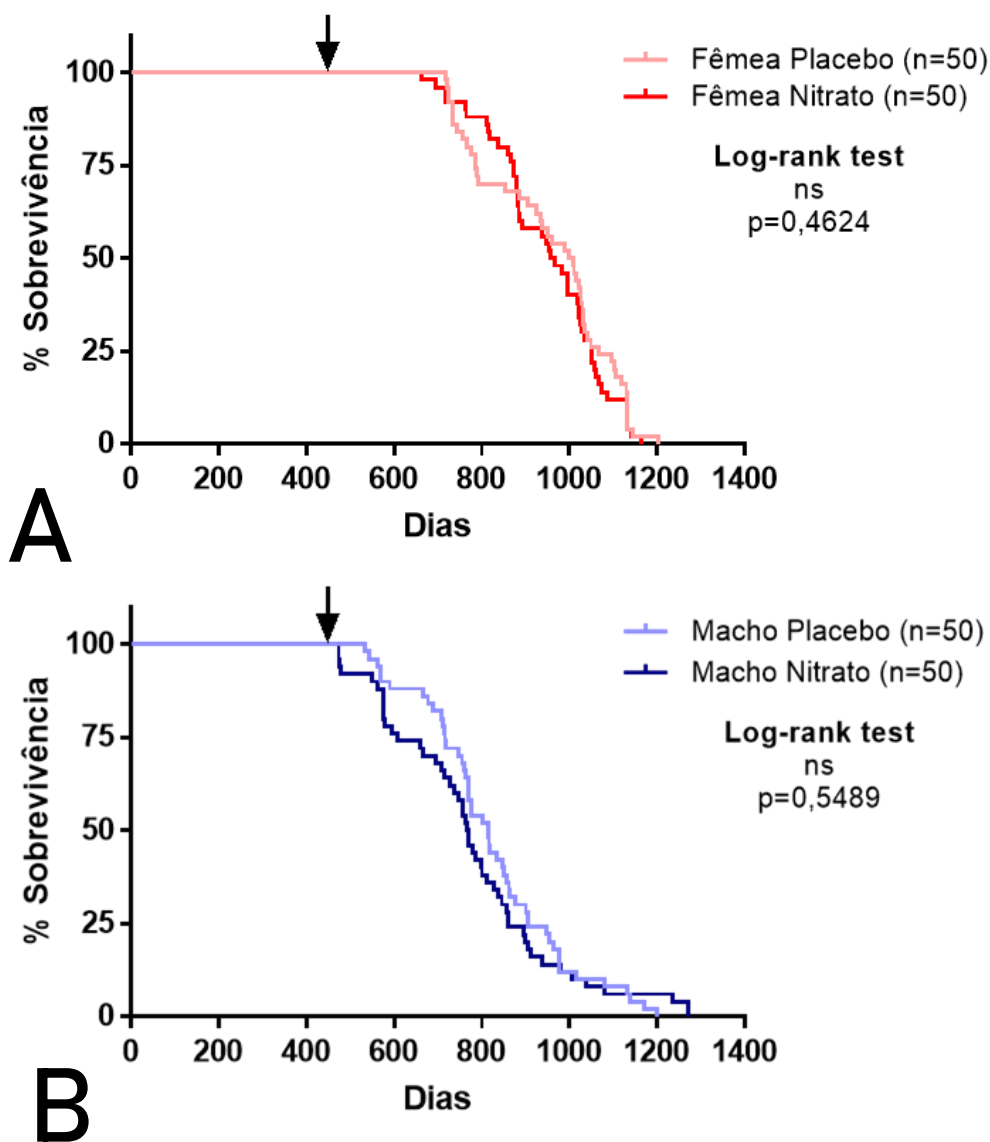 Fêmea Placebo (n=50)
Fêmea Nitrato (n=50)
Log-rank test
ns
p=0,4624
% Sobrevivência
100
75
50
25
0
0 200 400 600 800 1000 1200 1400
Dias
A
Macho Placebo (n=50)
Macho Nitrato (n=50)
Log-rank test
ns
p=0,5489
% Sobrevivência
100
75
50
25
0
0 200 400 600 800 1000 1200 1400
Dias
B